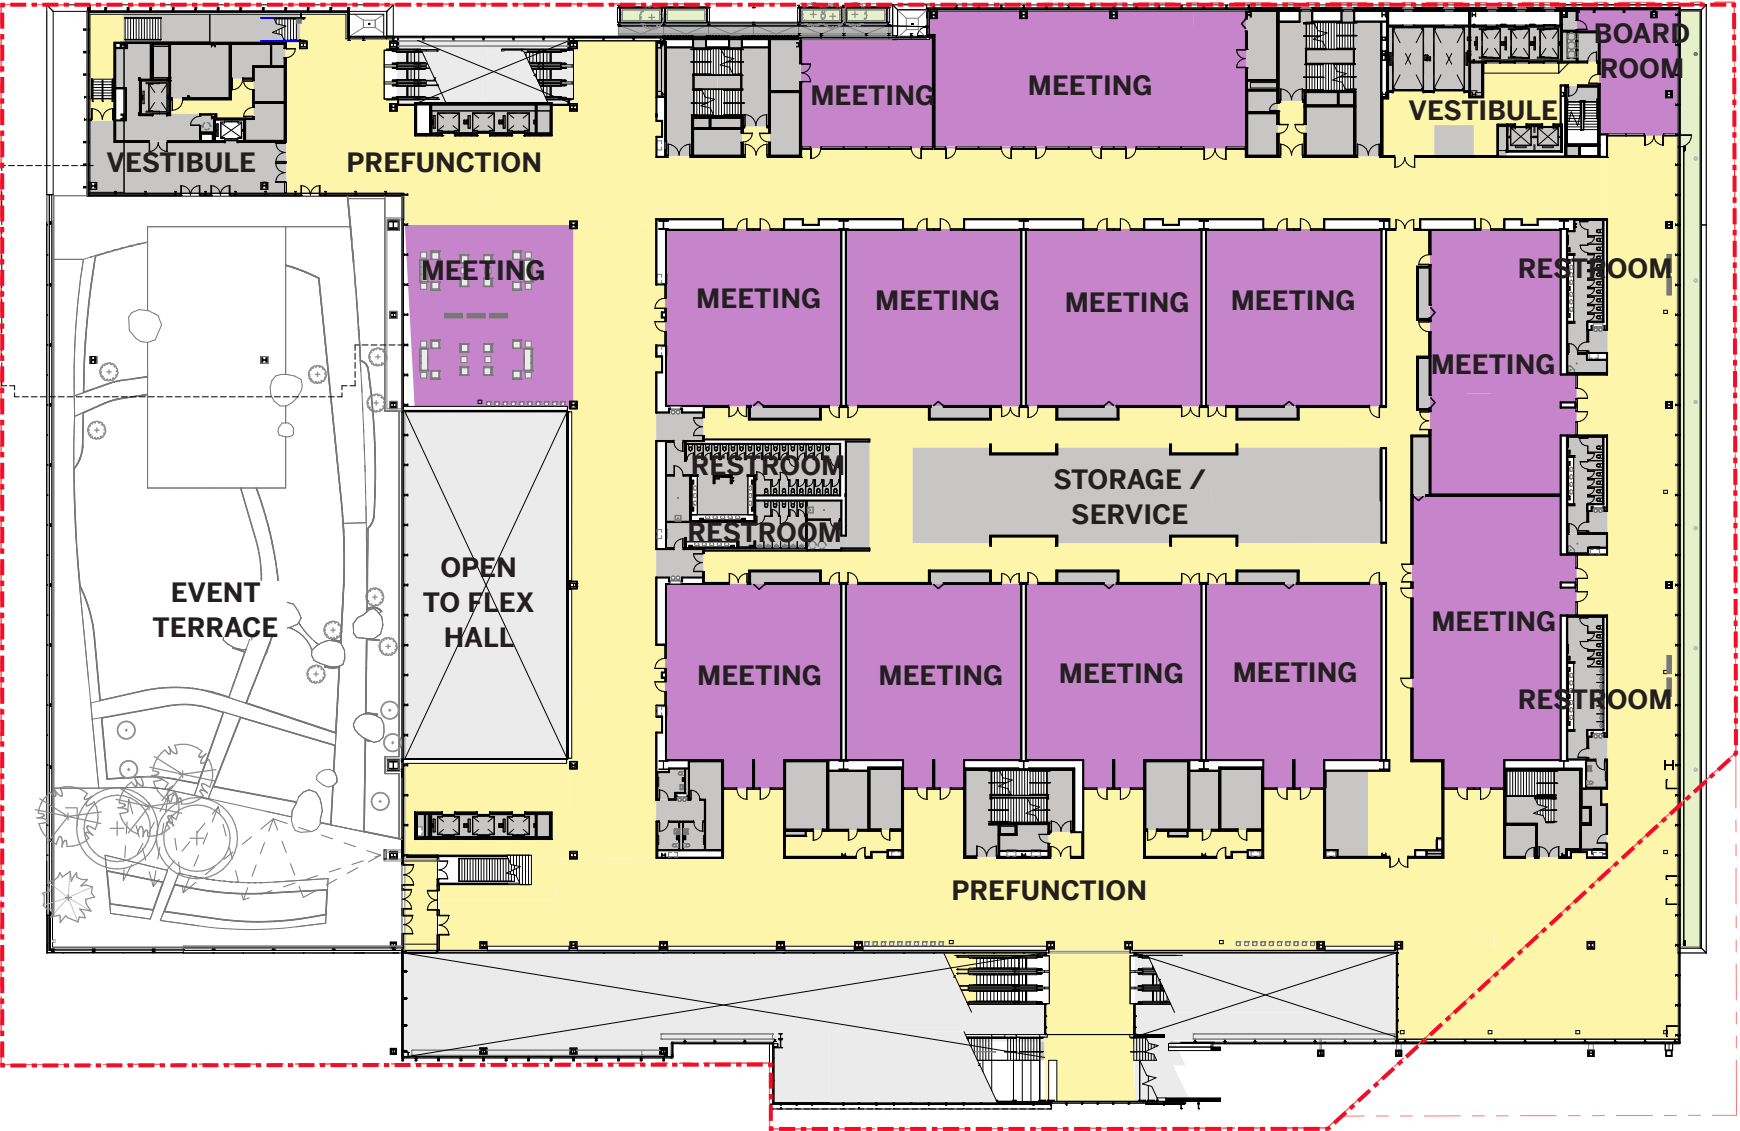 BOARD
ROOM
MEETING
MEETING
VESTIBULE
VESTIBULE
PREFUNCTION
MEETING
RESTROOM
MEETING
MEETING
MEETING
MEETING
MEETING
RESTROOM
STORAGE /
SERVICE
RESTROOM
OPEN
TO FLEX
HALL
EVENT
TERRACE
MEETING
MEETING
MEETING
MEETING
MEETING
RESTROOM
PREFUNCTION